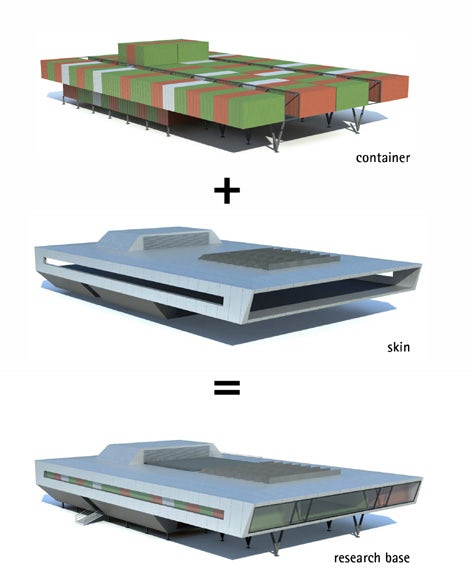 container
+
skin
=
research base